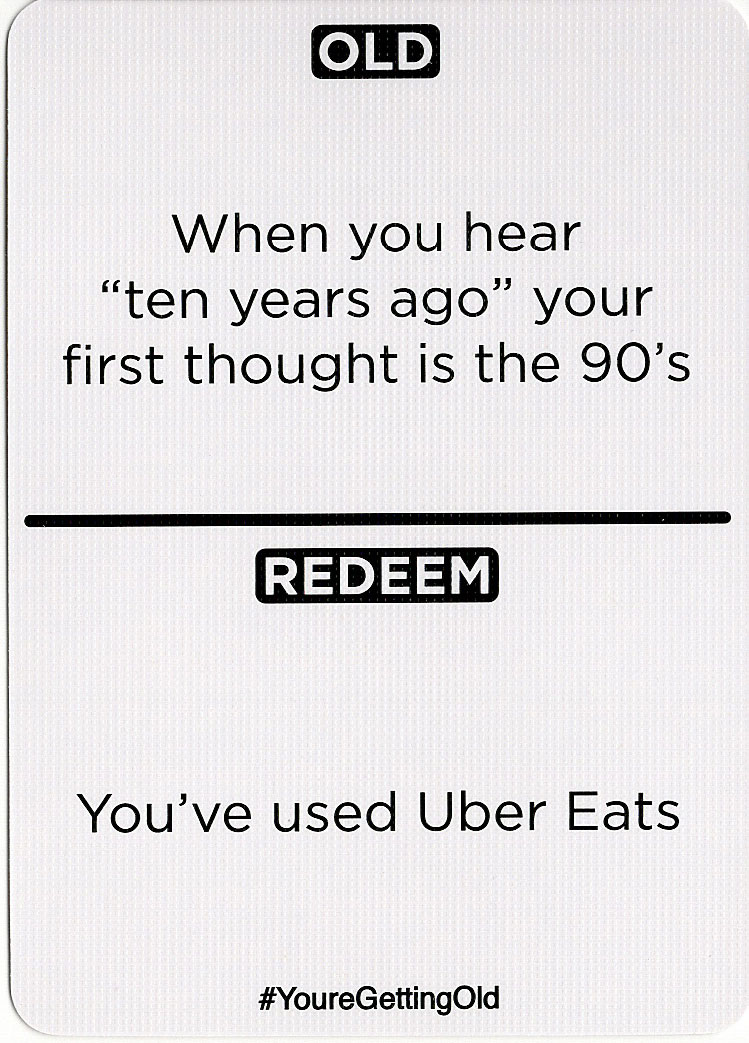 OLD
When you hear
“ten years ago” your
first thought is the 90’s
REDEEM
You’ve used Uber Eats
#YoureGettingOld